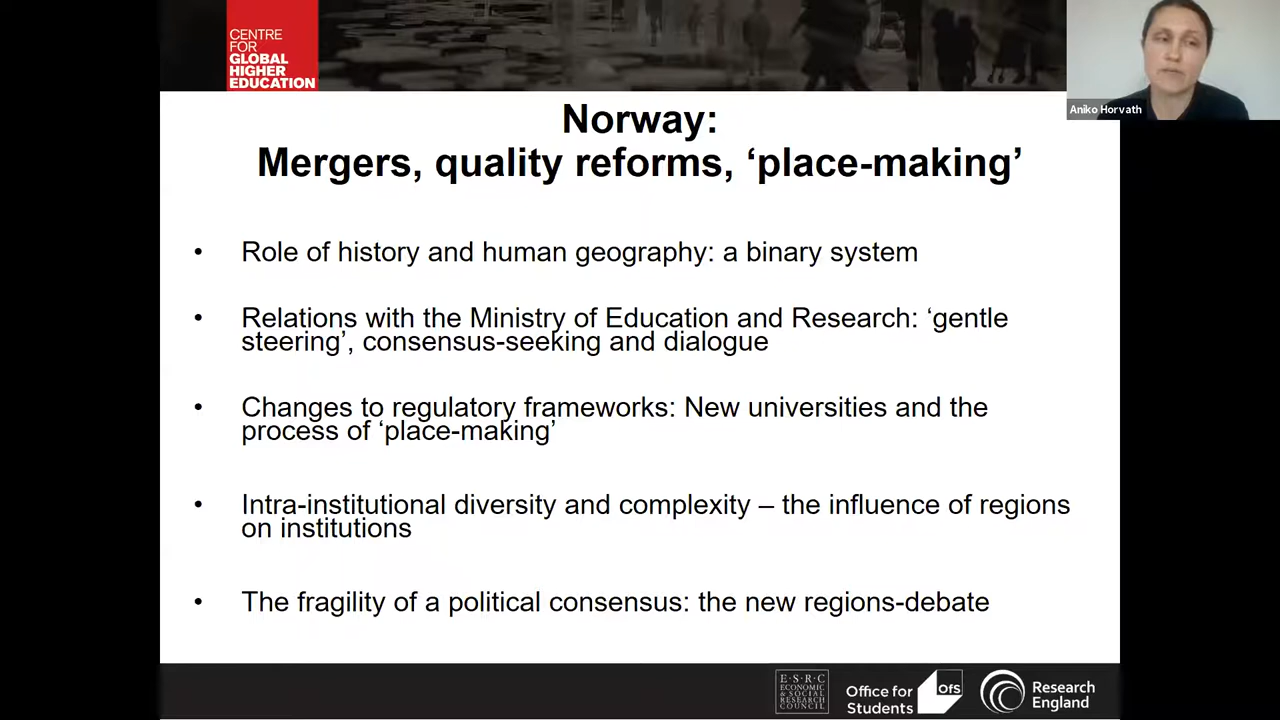 CENTRE
FOR
GLOBAL
HIGHER
EDUCATION
Aniko Horvath
Norway:
Mergers, quality reforms, ‘place-making’
• Role of history and human geography: a binary system
• Relations with the Ministry of Education and Research: ‘gentle
steering’, consensus-seeking and dialogue
• Changes to regulatory frameworks: New universities and the
process of ‘place-making’
• Intra-institutional diversity and complexity – the influence of regions
on institutions
• The fragility of a political consensus: the new regions-debate
E·S·R·C
ECONOMIC
& SOCIAL
RESEARCH
COUNCIL
Office for
Students
OfS
Research
England